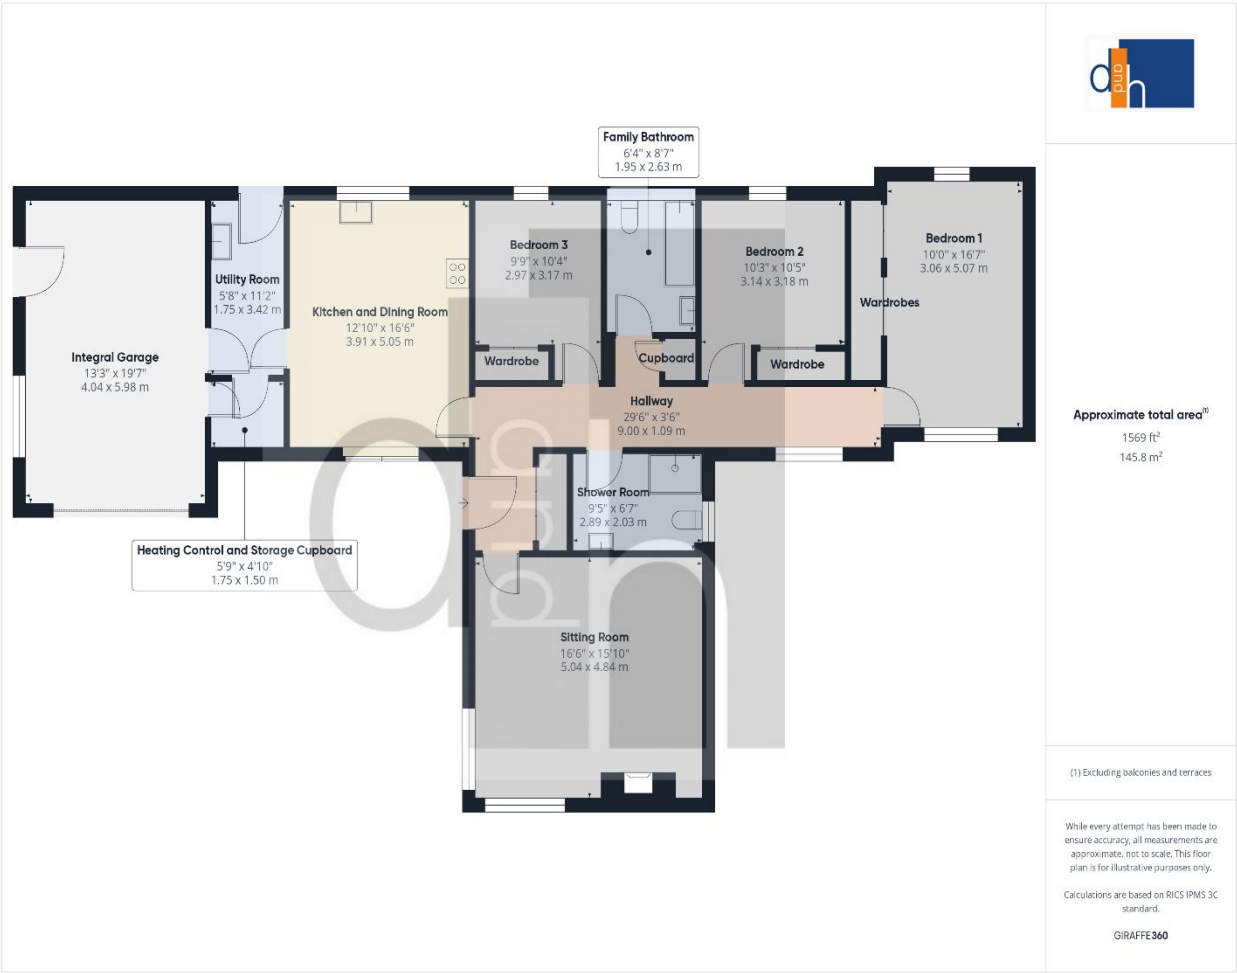 Family Bathroom
6'4" x 8'7"
1.95 x 2.63 m
Bedroom 1
10'0" x 16'7"
3.06 x 5.07 m
Bedroom 3
9'9" x 10'4"
2.97 x 3.17 m
Bedroom 2
10'3" x 10'5"
3.14 x 3.18 m
Utility Room
5'8" x 11'2"
1.75 x 3.42 m
Kitchen and Dining Room
12'10" x 16'6"
3.91 x 5.05 m
Wardrobes
Integral Garage
13'3" x 19'7"
4.04 x 5.98 m
Wardrobe
Cupboard
Wardrobe
Hallway
29'6" x 3'6"
9.00 x 1.09 m
Shower Room
9'5" x 6'7"
2.89 x 2.03 m
Heating Control and Storage Cupboard
5'9" x 4'10"
1.75 x 1.50 m
Sitting Room
16'6" x 15'10"
5.04 x 4.84 m
d and h
d and h
Approximate total area(1)
1569 ft²
145.8 m²
(1) Excluding balconies and terraces
While every attempt has been made to
ensure accuracy, all measurements are
approximate, not to scale. This floor
plan is for illustrative purposes only.
Calculations are based on RICS IPMS 3C
standard.
GIRAFFE360